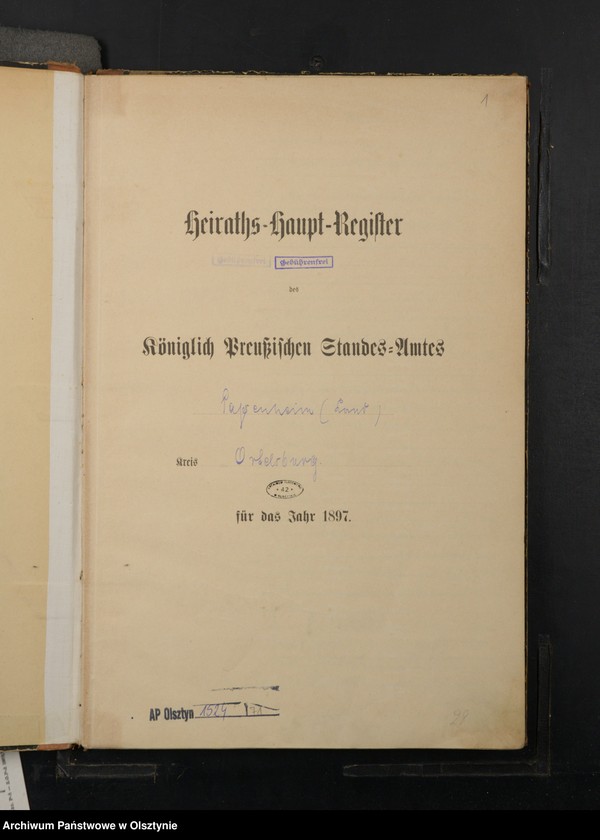 1
Heiraths-Haupt-Register
Gebührenfrei
des
Königlich Preußischen Standes-Amtes
Passenheim (Land)
Kreis Ortelsburg.
42
für das Jahr 1897.
AP Olsztyn 1524
Archiwum Państwowe w Olsztynie